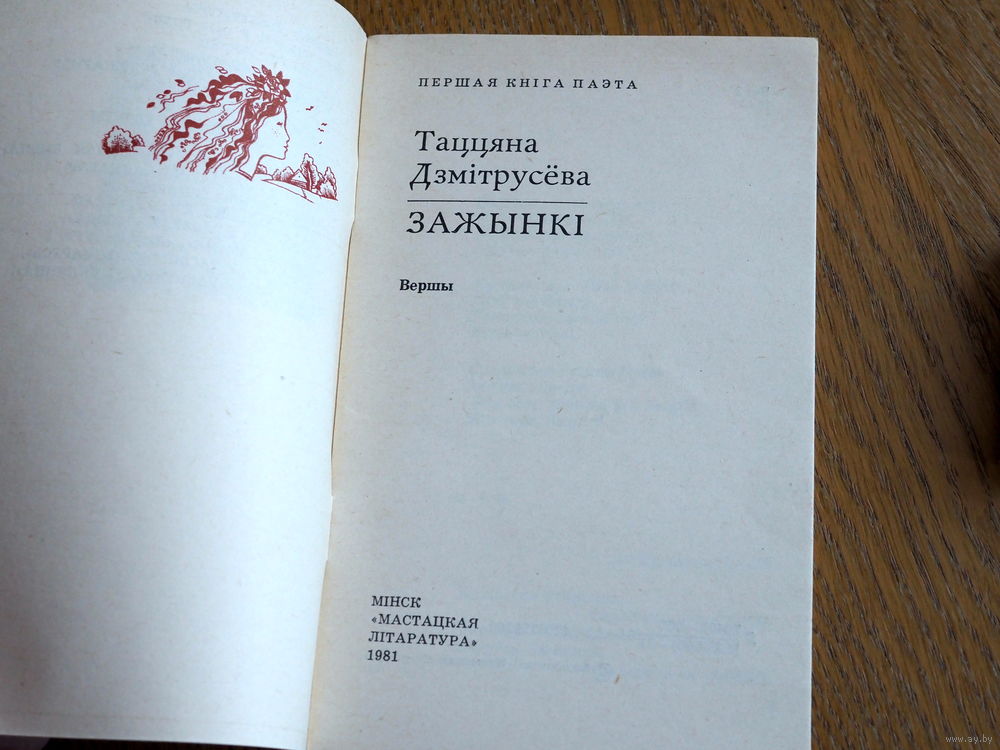 ПЕРШАЯ КНІГА ПАЭТА
Таццяна
Дзмітрусёва
ЗАЖЫНКІ
Вершы
МІНСК
«МАСТАЦКАЯ
ЛІТАРАТУРА»
1981
www.ay.by